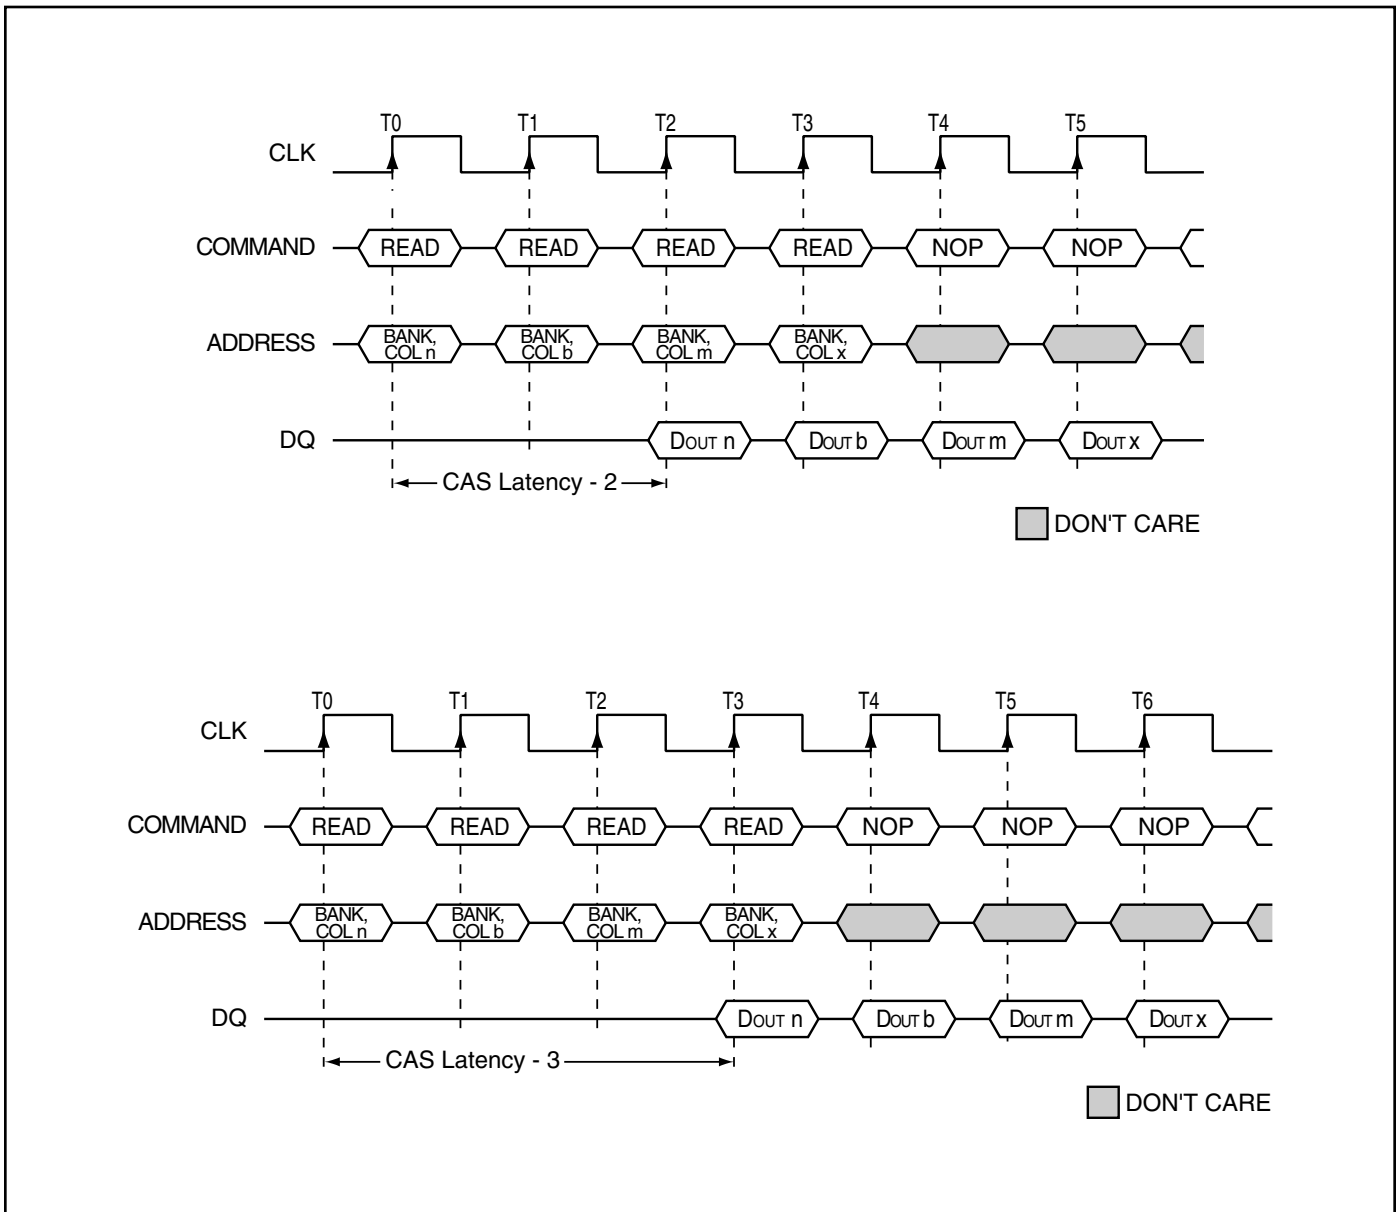 T0 T1 T2 T3 T4 T5
CLK
COMMAND READ READ READ READ NOP NOP
ADDRESS BANK, COL n BANK, COL b BANK, COL m BANK, COL x
DQ DOUT n DOUT b DOUT m DOUT x
CAS Latency - 2
DON'T CARE
T0 T1 T2 T3 T4 T5 T6
CLK
COMMAND READ READ READ READ NOP NOP NOP
ADDRESS BANK, COL n BANK, COL b BANK, COL m BANK, COL x
DQ DOUT n DOUT b DOUT m DOUT x
CAS Latency - 3
DON'T CARE